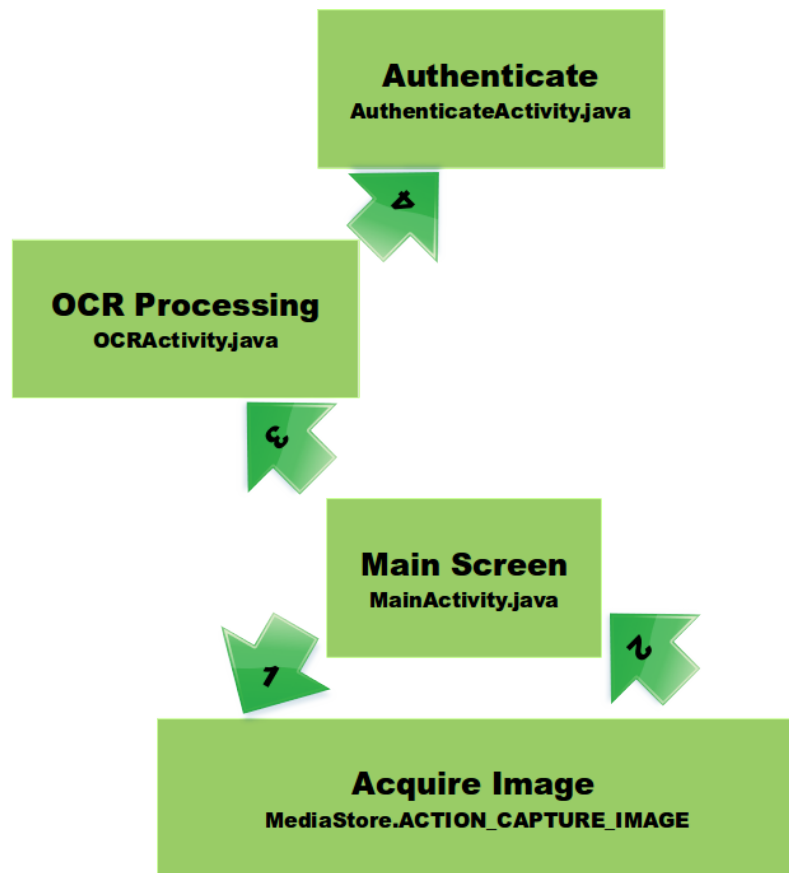 Authenticate
AuthenticateActivity.java
4
OCR Processing
OCRActivity.java
3
Main Screen
MainActivity.java
1
2
Acquire Image
MediaStore.ACTION_CAPTURE_IMAGE